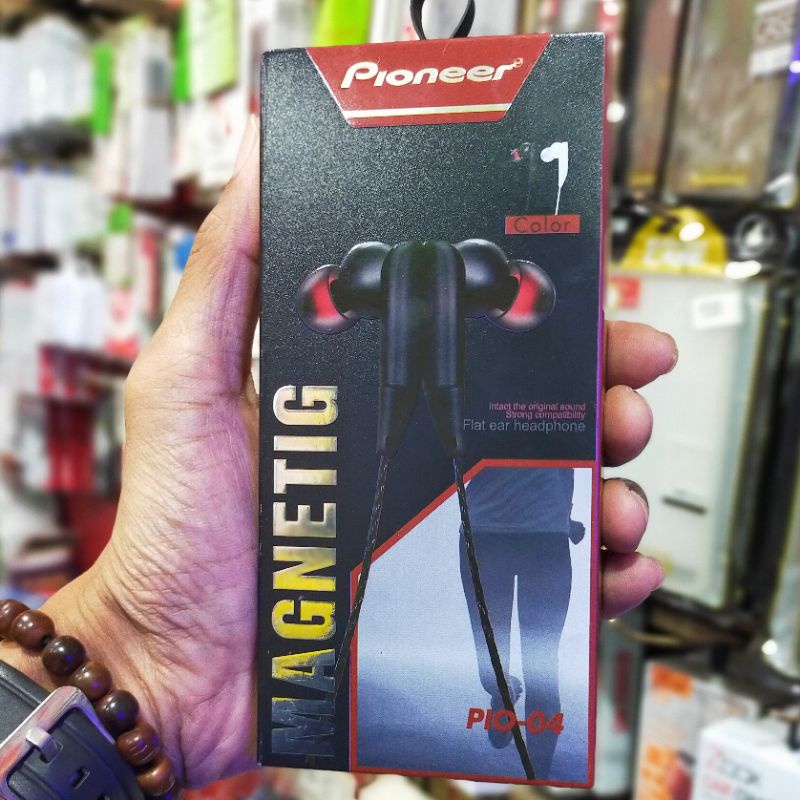 Pioneer
Color
Intact the original sound
Strong compatibility
Flat ear headphone
MAGNETIG
PIO-04